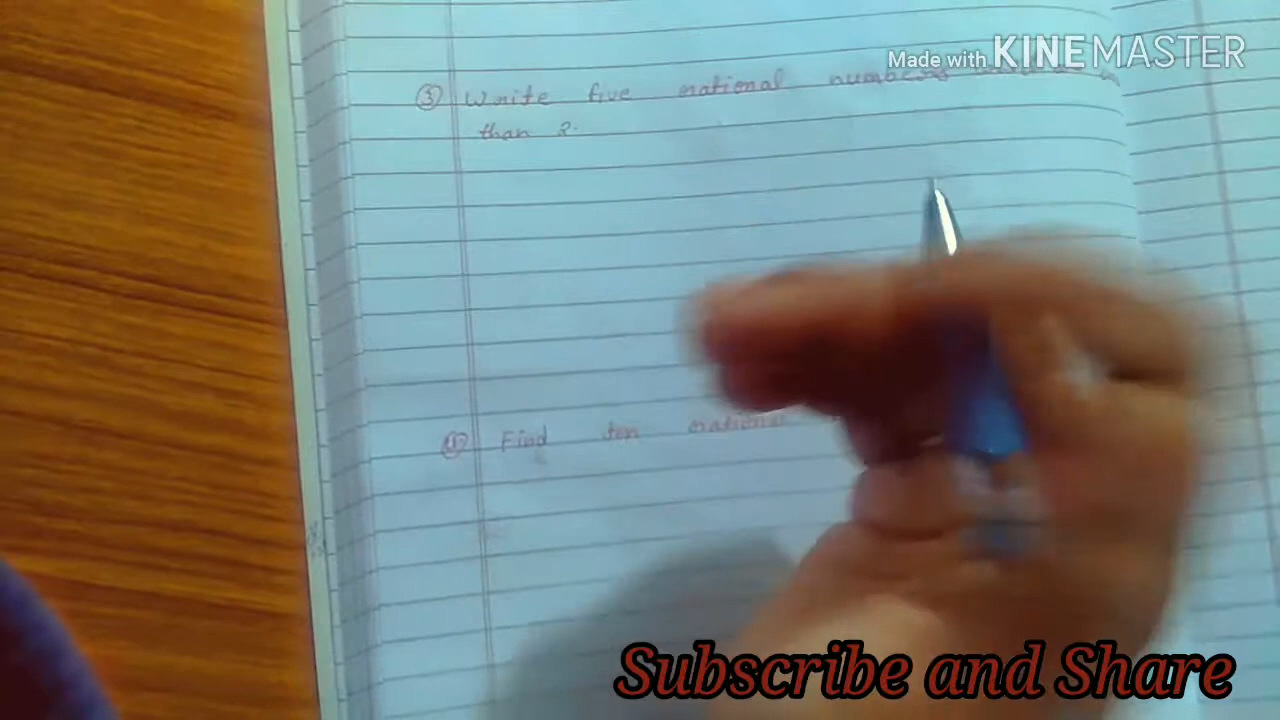 Made with KINEMASTER
③ Write five rational numbers
than 2.
④ Find ten rational
Subscribe and Share